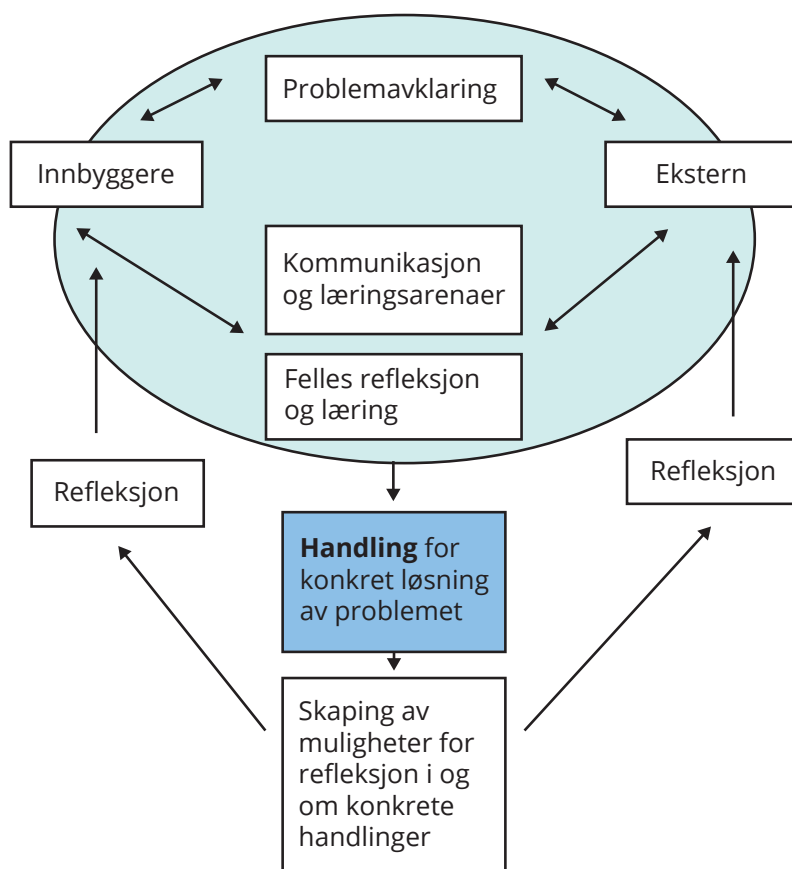 Problemavklaring
Innbyggere
Ekstern
Kommunikasjon
og læringsarenaer
Felles refleksjon
og læring
Refleksjon
Refleksjon
Handling for
konkret løsning
av problemet
Skaping av
muligheter for
refleksjon i og
om konkrete
handlinger